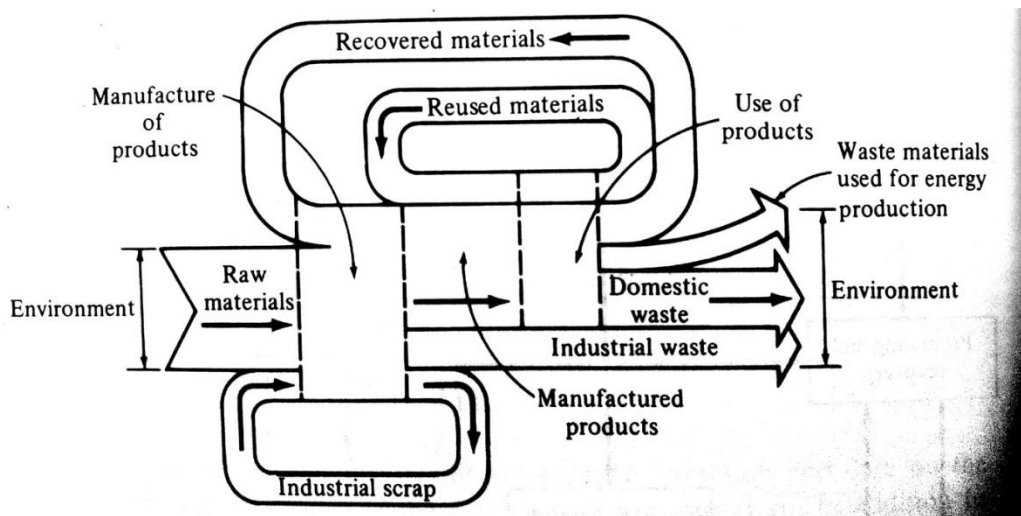 Recovered materials
Manufacture
of
products
Reused materials
Use of
products
Waste materials
used for energy
production
Environment
Raw
materials
Domestic
waste
Environment
Industrial waste
Manufactured
products
Industrial scrap